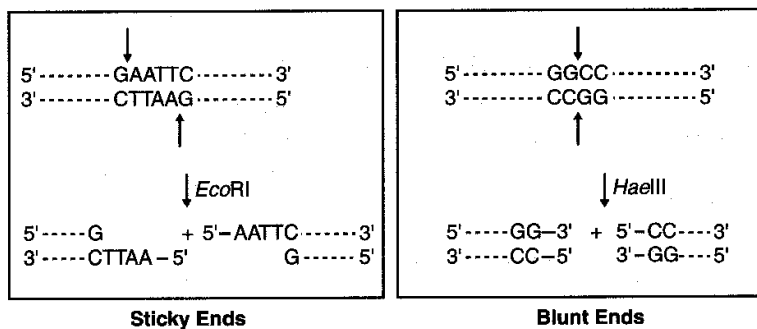 5'-------GAATTC-------3'
3'-------CTTAAG-------5'
EcoRI
5'-----G + 5'–AATTC------3'
3'-----CTTAA–5' G-----5'
Sticky Ends
5'----------GGCC--------3'
3'----------CCGG--------5'
HaeIII
5'-----GG–3' + 5'–CC-----3'
3'-----CC–5' 3'–GG-----5'
Blunt Ends